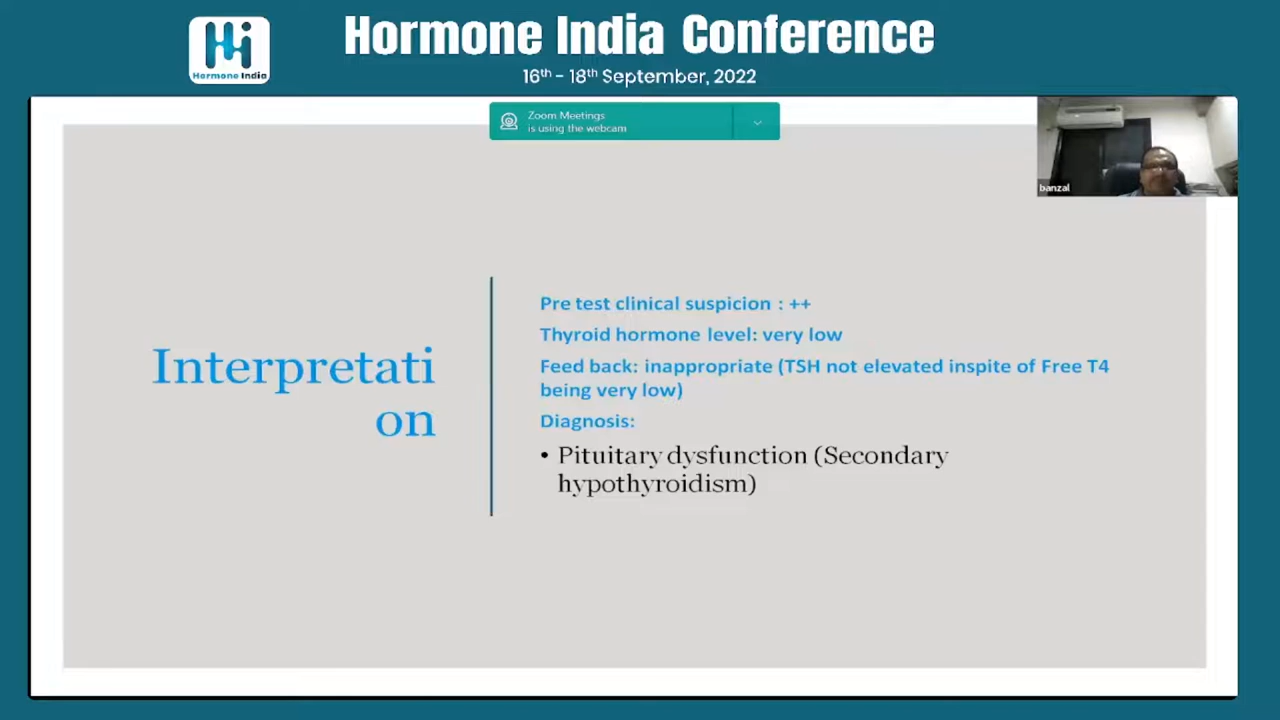 Hormone India Conference
16th - 18th September, 2022
Hormone India
Zoom Meetings
is using the webcam
banzal
Interpretati
on
Pre test clinical suspicion : ++
Thyroid hormone level: very low
Feed back: inappropriate (TSH not elevated inspite of Free T4
being very low)
Diagnosis:
• Pituitary dysfunction (Secondary
hypothyroidism)